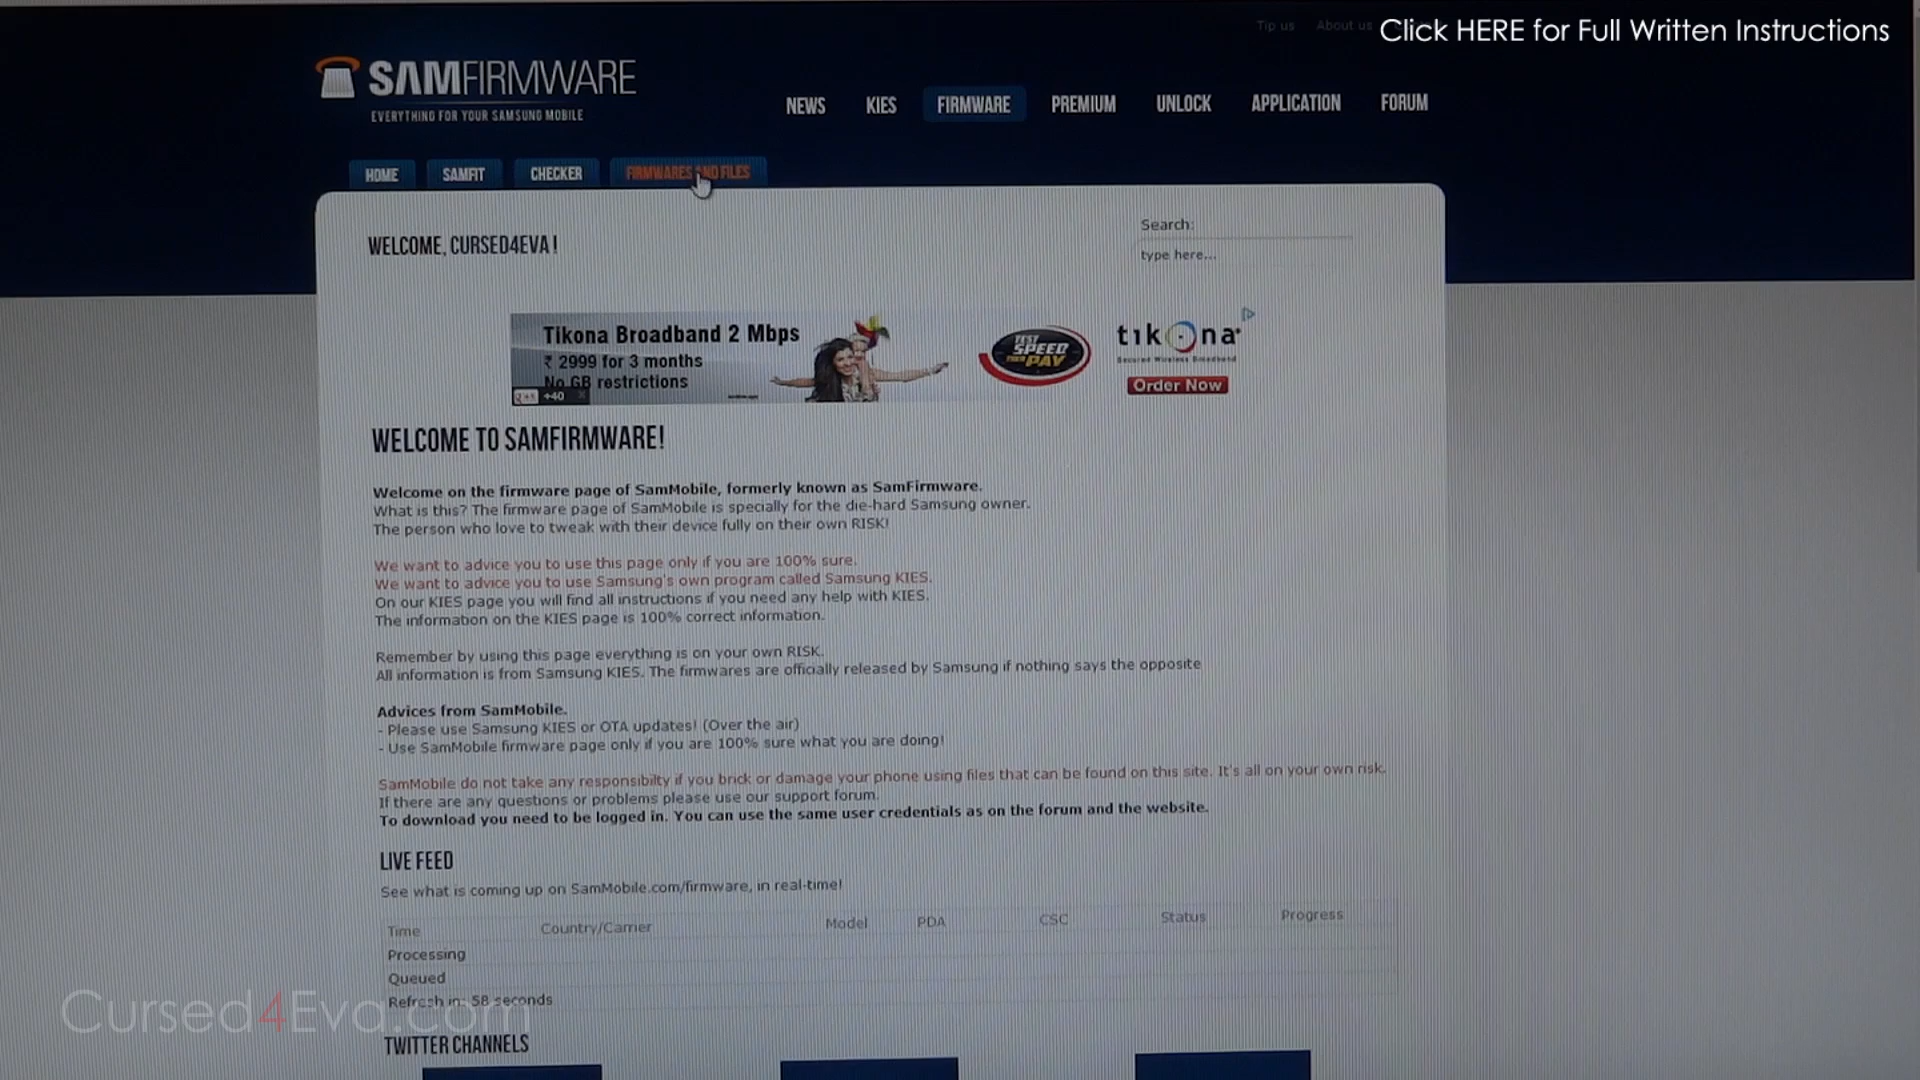 Tip us About us
Click HERE for Full Written Instructions
SAMFIRMWARE
EVERYTHING FOR YOUR SAMSUNG MOBILE
NEWS KIES FIRMWARE PREMIUM UNLOCK APPLICATION FORUM
HOME SAMFIT CHECKER FIRMWARES AND FILES
WELCOME, CURSED4EVA !
Search:
type here...
Tikona Broadband 2 Mbps
₹ 2999 for 3 months
No GB restrictions
+40
TEST
SPEED
THEN
PAY
tikona
Secured Wireless Broadband
Order Now
WELCOME TO SAMFIRMWARE!
Welcome on the firmware page of SamMobile, formerly known as SamFirmware.
What is this? The firmware page of SamMobile is specially for the die-hard Samsung owner.
The person who love to tweak with their device fully on their own RISK!
We want to advice you to use this page only if you are 100% sure.
We want to advice you to use Samsung's own program called Samsung KIES.
On our KIES page you will find all instructions if you need any help with KIES.
The information on the KIES page is 100% correct information.
Remember by using this page everything is on your own RISK.
All information is from Samsung KIES. The firmwares are officially released by Samsung if nothing says the opposite
Advices from SamMobile.
- Please use Samsung KIES or OTA updates! (Over the air)
- Use SamMobile firmware page only if you are 100% sure what you are doing!
SamMobile do not take any responsibilty if you brick or damage your phone using files that can be found on this site. It's all on your own risk.
If there are any questions or problems please use our support forum.
To download you need to be logged in. You can use the same user credentials as on the forum and the website.
LIVE FEED
See what is coming up on SamMobile.com/firmware, in real-time!
Time Country/Carrier Model PDA CSC Status Progress
Processing
Queued
Refresh in: 58 seconds
Cursed4Eva.com
TWITTER CHANNELS